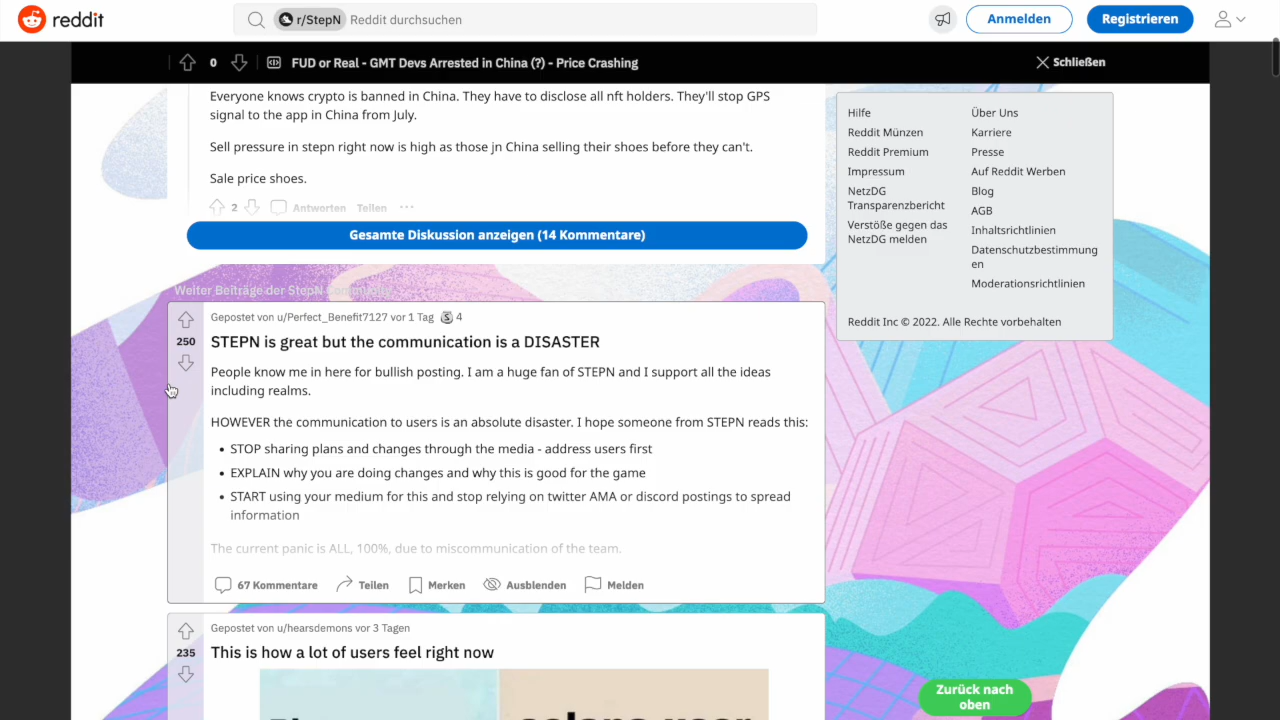 reddit
r/StepN Reddit durchsuchen
Anmelden
Registrieren
0
FUD or Real - GMT Devs Arrested in China (?) - Price Crashing
Schließen
Everyone knows crypto is banned in China. They have to disclose all nft holders. They'll stop GPS
signal to the app in China from July.
Sell pressure in stepn right now is high as those jn China selling their shoes before they can't.
Sale price shoes.
2
Antworten Teilen
Gesamte Diskussion anzeigen (14 Kommentare)
Hilfe
Reddit Münzen
Reddit Premium
Impressum
NetzDG
Transparenzbericht
Verstöße gegen das
NetzDG melden
Über Uns
Karriere
Presse
Auf Reddit Werben
Blog
AGB
Inhaltsrichtlinien
Datenschutzbestimmung
en
Moderationsrichtlinien
Reddit Inc © 2022. Alle Rechte vorbehalten
Weiter Beiträge der StepN Community
Gepostet von u/Perfect_Benefit7127 vor 1 Tag 4
250
STEPN is great but the communication is a DISASTER
People know me in here for bullish posting. I am a huge fan of STEPN and I support all the ideas
including realms.
HOWEVER the communication to users is an absolute disaster. I hope someone from STEPN reads this:
• STOP sharing plans and changes through the media - address users first
• EXPLAIN why you are doing changes and why this is good for the game
• START using your medium for this and stop relying on twitter AMA or discord postings to spread
information
The current panic is ALL, 100%, due to miscommunication of the team.
67 Kommentare Teilen Merken Ausblenden Melden
Gepostet von u/hearsdemons vor 3 Tagen
235
This is how a lot of users feel right now
Zurück nach
oben